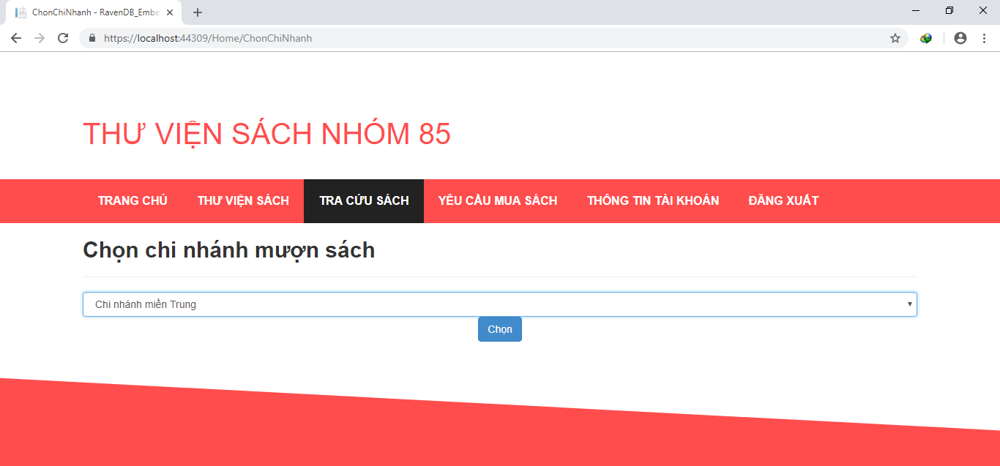 ChonChiNhanh - RavenDB_Embe
https://localhost:44309/Home/ChonChiNhanh
THƯ VIỆN SÁCH NHÓM 85
TRANG CHỦ THƯ VIỆN SÁCH TRA CỨU SÁCH YÊU CẦU MUA SÁCH THÔNG TIN TÀI KHOẢN ĐĂNG XUẤT
Chọn chi nhánh mượn sách
Chi nhánh miền Trung
Chọn